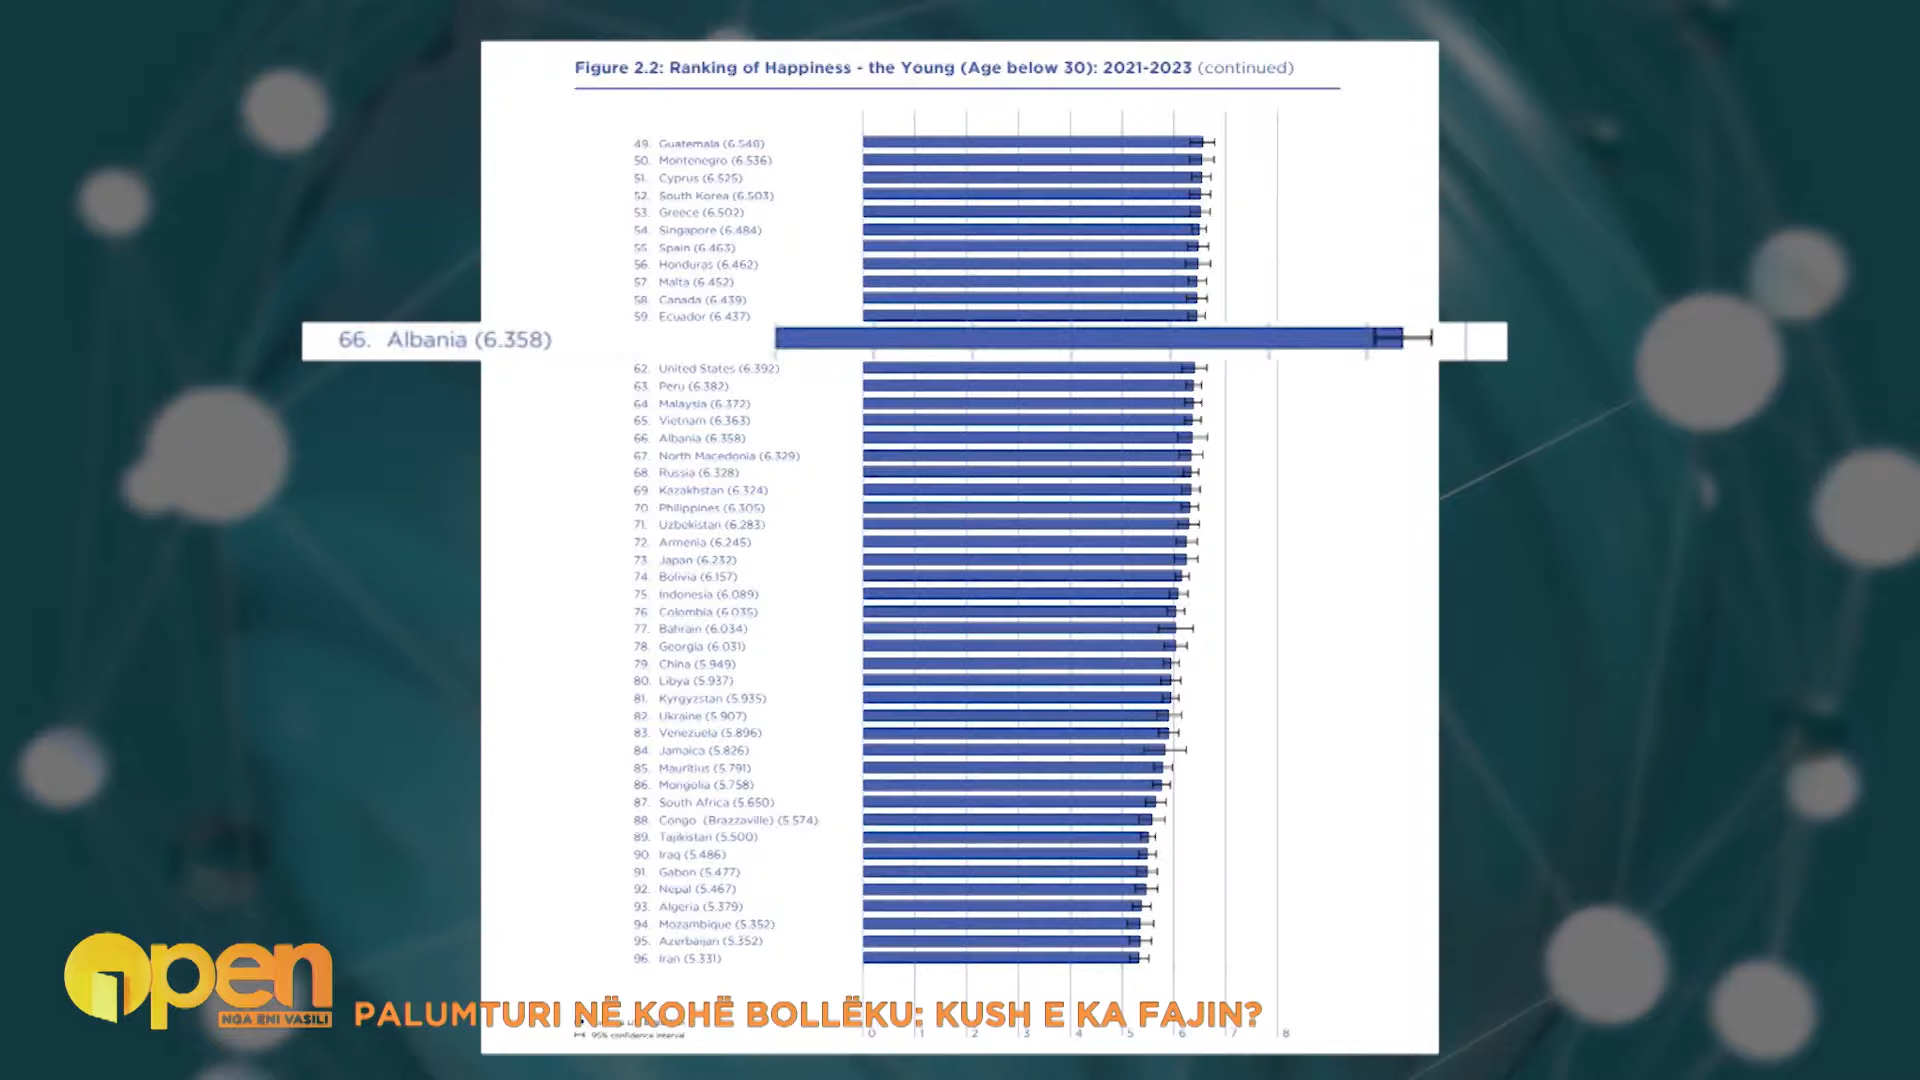 Figure 2.2: Ranking of Happiness - the Young (Age below 30): 2021-2023 (continued)
49. Guatemala (6.548)
50. Montenegro (6.536)
51. Cyprus (6.525)
52. South Korea (6.503)
53. Greece (6.502)
54. Singapore (6.484)
55. Spain (6.463)
56. Honduras (6.462)
57. Malta (6.452)
58. Canada (6.439)
59. Ecuador (6.437)
66. Albania (6.358)
62. United States (6.392)
63. Peru (6.382)
64. Malaysia (6.372)
65. Vietnam (6.363)
66. Albania (6.358)
67. North Macedonia (6.329)
68. Russia (6.328)
69. Kazakhstan (6.324)
70. Philippines (6.305)
71. Uzbekistan (6.283)
72. Armenia (6.245)
73. Japan (6.232)
74. Bolivia (6.157)
75. Indonesia (6.089)
76. Colombia (6.035)
77. Bahrain (6.034)
78. Georgia (6.031)
79. China (5.949)
80. Libya (5.937)
81. Kyrgyzstan (5.935)
82. Ukraine (5.907)
83. Venezuela (5.896)
84. Jamaica (5.826)
85. Mauritius (5.791)
86. Mongolia (5.758)
87. South Africa (5.650)
88. Congo (Brazzaville) (5.574)
89. Tajikistan (5.500)
90. Iraq (5.486)
91. Gabon (5.477)
92. Nepal (5.467)
93. Algeria (5.379)
94. Mozambique (5.352)
95. Azerbaijan (5.352)
96. Iran (5.331)
open
NGA ENI VASILI
PALUMTURI NË KOHË BOLLËKU: KUSH E KA FAJIN?
95% confidence interval
0 1 2 3 4 5 6 7 8